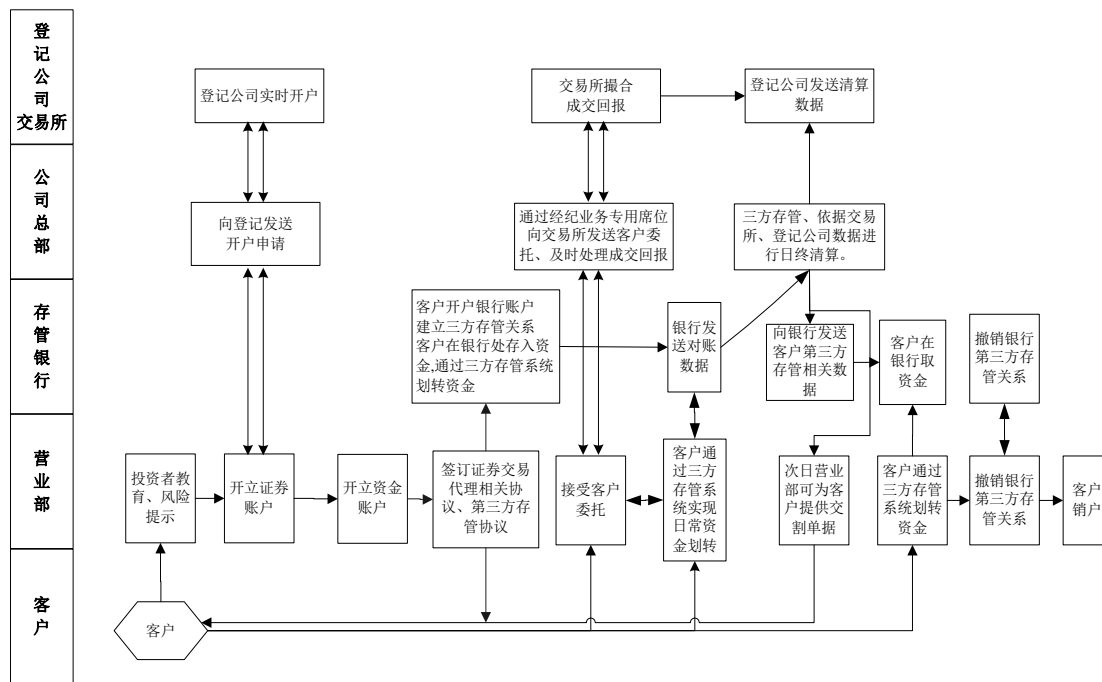 登
记
公
司
交易所
登记公司实时开户
交易所撮合
成交回报
登记公司发送清算
数据
公
司
总
部
向登记发送
开户申请
通过经纪业务专用席位
向交易所发送客户委
托、及时处理成交回报
三方存管、依据交易
所、登记公司数据进
行日终清算。
存
管
银
行
客户开户银行账户
建立三方存管关系
客户在银行处存入资
金,通过三方存管系统
划转资金
银行发
送对账
数据
向银行发送
客户第三方
存管相关数
据
客户在
银行取
资金
撤销银行
第三方存
管关系
营
业
部
投资者教
育、风险
提示
开立证券
账户
开立资金
账户
签订证券交易
代理相关协
议、第三方存
管协议
接受客户
委托
客户通过三方
存管系
统实现
日常资
金划转
次日营业
部可为客
户提供交
割单据
客户通过
三方存管
系统划转
资金
撤销银行
第三方存
管关系
客户
销户
客
户
客户